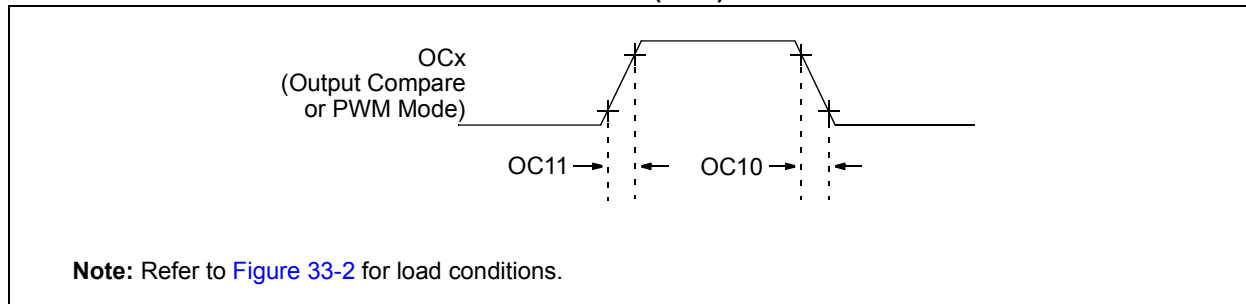 OCx
(Output Compare
or PWM Mode)
OC11
OC10
Note: Refer to Figure 33-2 for load conditions.